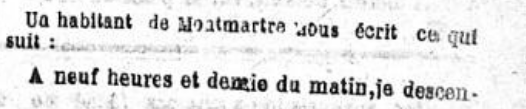 Un habitant de Montmartre nous écrit ce qui
suit :
A neuf heures et demie du matin, je descen-